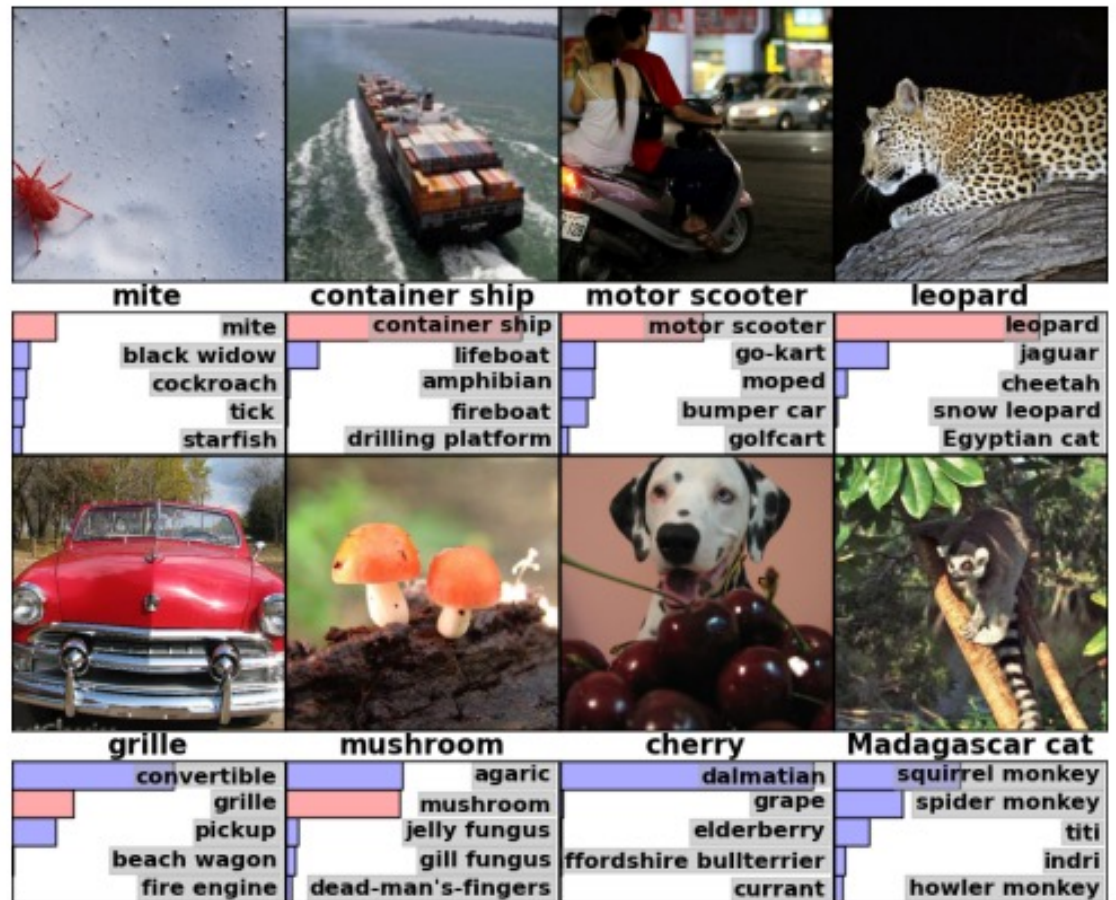 mite container ship motor scooter leopard
mite container ship motor scooter leopard
black widow lifeboat go-kart jaguar
cockroach amphibian moped cheetah
tick fireboat bumper car snow leopard
starfish drilling platform golfcart Egyptian cat
grille mushroom cherry Madagascar cat
convertible agaric dalmatian squirrel monkey
grille mushroom grape spider monkey
pickup jelly fungus elderberry titi
beach wagon gill fungus ffordshire bullterrier indri
fire engine dead-man's-fingers currant howler monkey